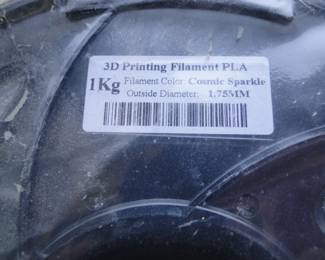 3D Printing Filament PLA
1Kg Filament Color: Cosmic Sparkle
Outside Diameter: 1.75MM